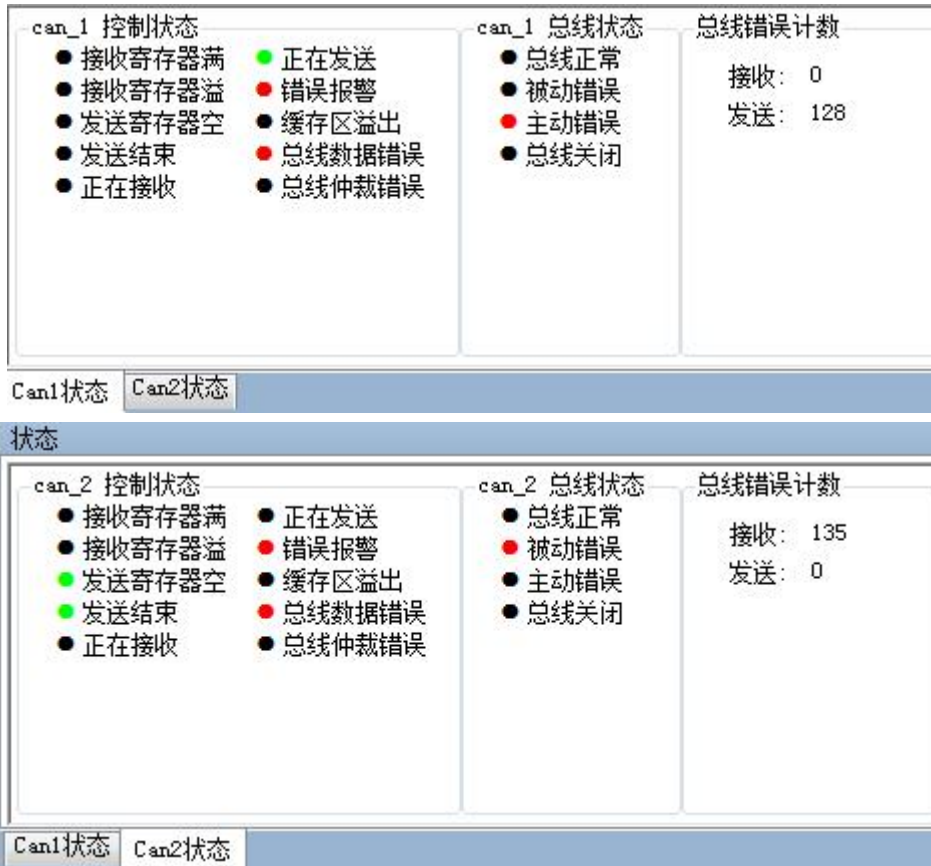 can_1 控制状态 can_1 总线状态 总线错误计数
接收寄存器满 正在发送 总线正常 接收: 0
接收寄存器溢 错误报警 被动错误 发送: 128
发送寄存器空 缓存区溢出 主动错误
发送结束 总线数据错误 总线关闭
正在接收 总线仲裁错误
Can1状态 Can2状态
状态
can_2 控制状态 can_2 总线状态 总线错误计数
接收寄存器满 正在发送 总线正常 接收: 135
接收寄存器溢 错误报警 被动错误 发送: 0
发送寄存器空 缓存区溢出 主动错误
发送结束 总线数据错误 总线关闭
正在接收 总线仲裁错误
Can1状态 Can2状态